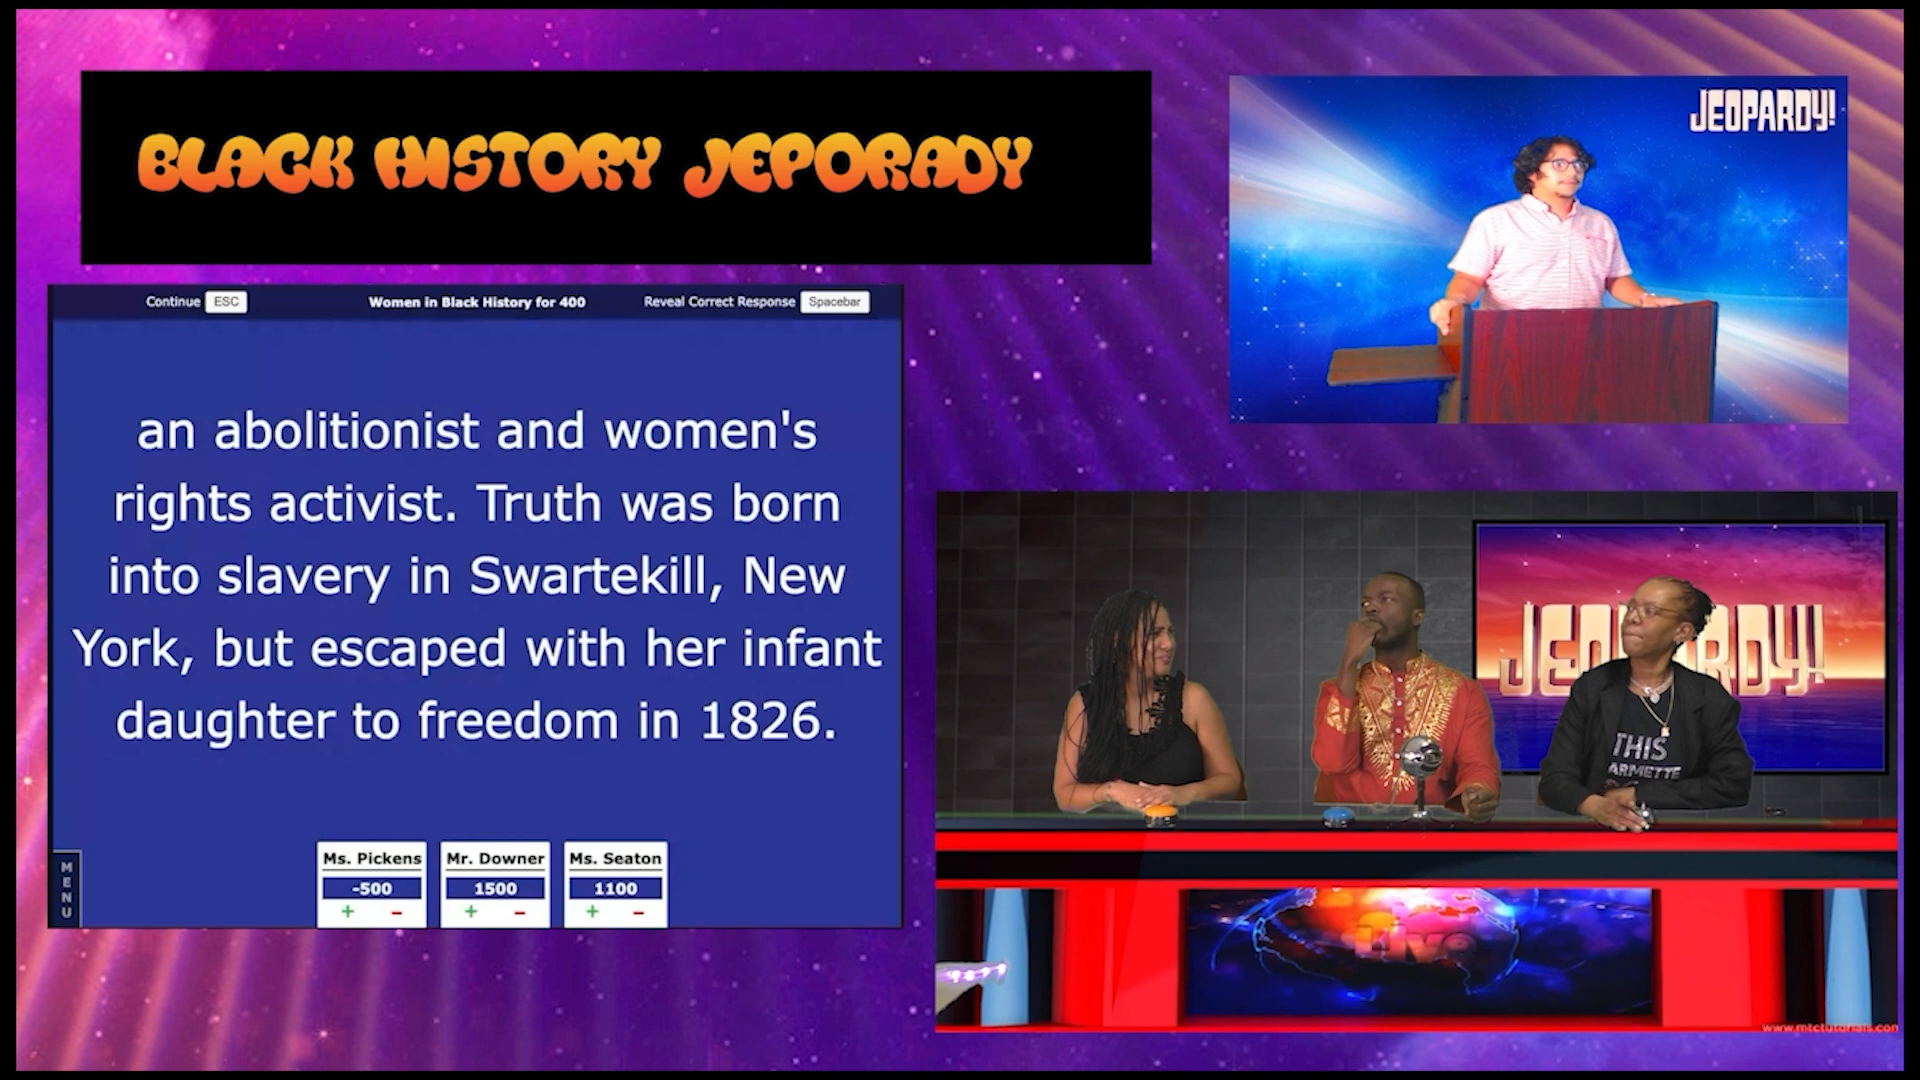 BLACK HISTORY JEPORADY
JEOPARDY!
Continue ESC
Women in Black History for 400
Reveal Correct Response Spacebar
an abolitionist and women's
rights activist. Truth was born
into slavery in Swartekill, New
York, but escaped with her infant
daughter to freedom in 1826.
MENU
Ms. Pickens
-500
+ -
Mr. Downer
1500
+ -
Ms. Seaton
1100
+ -
THIS
ARMETTE
Live
www.mtctutorials.com